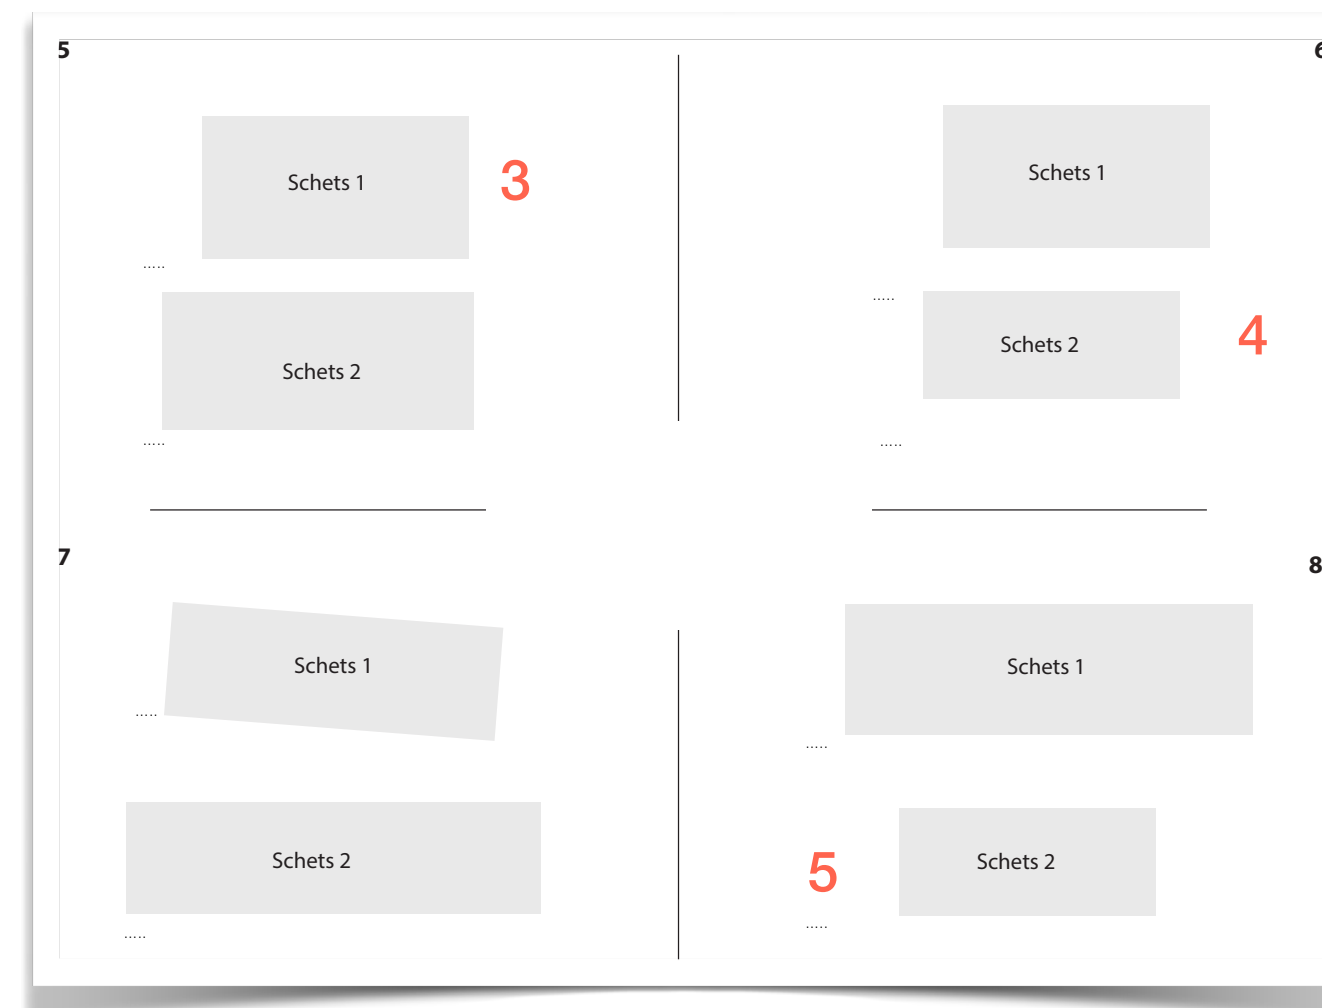 5
Schets 1
3
.....
Schets 2
.....
6
Schets 1
.....
Schets 2
4
.....
7
Schets 1
.....
Schets 2
.....
8
Schets 1
.....
Schets 2
5
.....